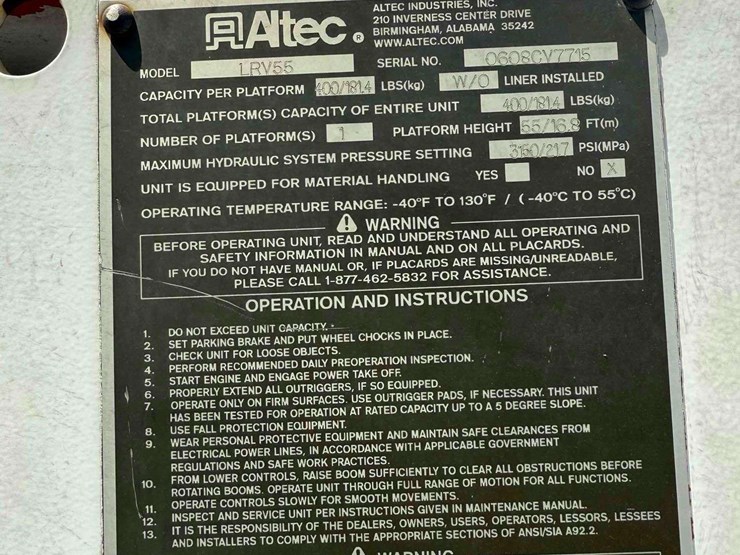 Altec®
ALTEC INDUSTRIES, INC.
210 INVERNESS CENTER DRIVE
BIRMINGHAM, ALABAMA 35242
WWW.ALTEC.COM
MODEL LRV55 SERIAL NO. 0608CV7715
CAPACITY PER PLATFORM 400/181.4 LBS(kg) W/O LINER INSTALLED
TOTAL PLATFORM(S) CAPACITY OF ENTIRE UNIT 400/181.4 LBS(kg)
NUMBER OF PLATFORM(S) 1 PLATFORM HEIGHT 55/16.8 FT(m)
MAXIMUM HYDRAULIC SYSTEM PRESSURE SETTING 3150/21.7 PSI(MPa)
UNIT IS EQUIPPED FOR MATERIAL HANDLING YES NO X
OPERATING TEMPERATURE RANGE: -40°F TO 130°F / (-40°C TO 55°C)
WARNING
BEFORE OPERATING UNIT, READ AND UNDERSTAND ALL OPERATING AND
SAFETY INFORMATION IN MANUAL AND ON ALL PLACARDS.
IF YOU DO NOT HAVE MANUAL OR, IF PLACARDS ARE MISSING/UNREADABLE,
PLEASE CALL 1-877-462-5832 FOR ASSISTANCE.
OPERATION AND INSTRUCTIONS
1. DO NOT EXCEED UNIT CAPACITY.
2. SET PARKING BRAKE AND PUT WHEEL CHOCKS IN PLACE.
3. CHECK UNIT FOR LOOSE OBJECTS.
4. PERFORM RECOMMENDED DAILY PREOPERATION INSPECTION.
5. START ENGINE AND ENGAGE POWER TAKE OFF.
6. PROPERLY EXTEND ALL OUTRIGGERS, IF SO EQUIPPED.
7. OPERATE ONLY ON FIRM SURFACES. USE OUTRIGGER PADS, IF NECESSARY. THIS UNIT
HAS BEEN TESTED FOR OPERATION AT RATED CAPACITY UP TO A 5 DEGREE SLOPE.
8. USE FALL PROTECTION EQUIPMENT.
9. WEAR PERSONAL PROTECTIVE EQUIPMENT AND MAINTAIN SAFE CLEARANCES FROM
ELECTRICAL POWER LINES, IN ACCORDANCE WITH APPLICABLE GOVERNMENT
REGULATIONS AND SAFE WORK PRACTICES.
10. FROM LOWER CONTROLS, RAISE BOOM SUFFICIENTLY TO CLEAR ALL OBSTRUCTIONS BEFORE
ROTATING BOOMS. OPERATE UNIT THROUGH FULL RANGE OF MOTION FOR ALL FUNCTIONS.
11. OPERATE CONTROLS SLOWLY FOR SMOOTH MOVEMENTS.
12. INSPECT AND SERVICE UNIT PER INSTRUCTIONS GIVEN IN MAINTENANCE MANUAL.
13. IT IS THE RESPONSIBILITY OF THE DEALERS, OWNERS, USERS, OPERATORS, LESSORS, LESSEES
AND INSTALLERS TO COMPLY WITH THE APPROPRIATE SECTIONS OF ANSI/SIA A92.2.
WARNING